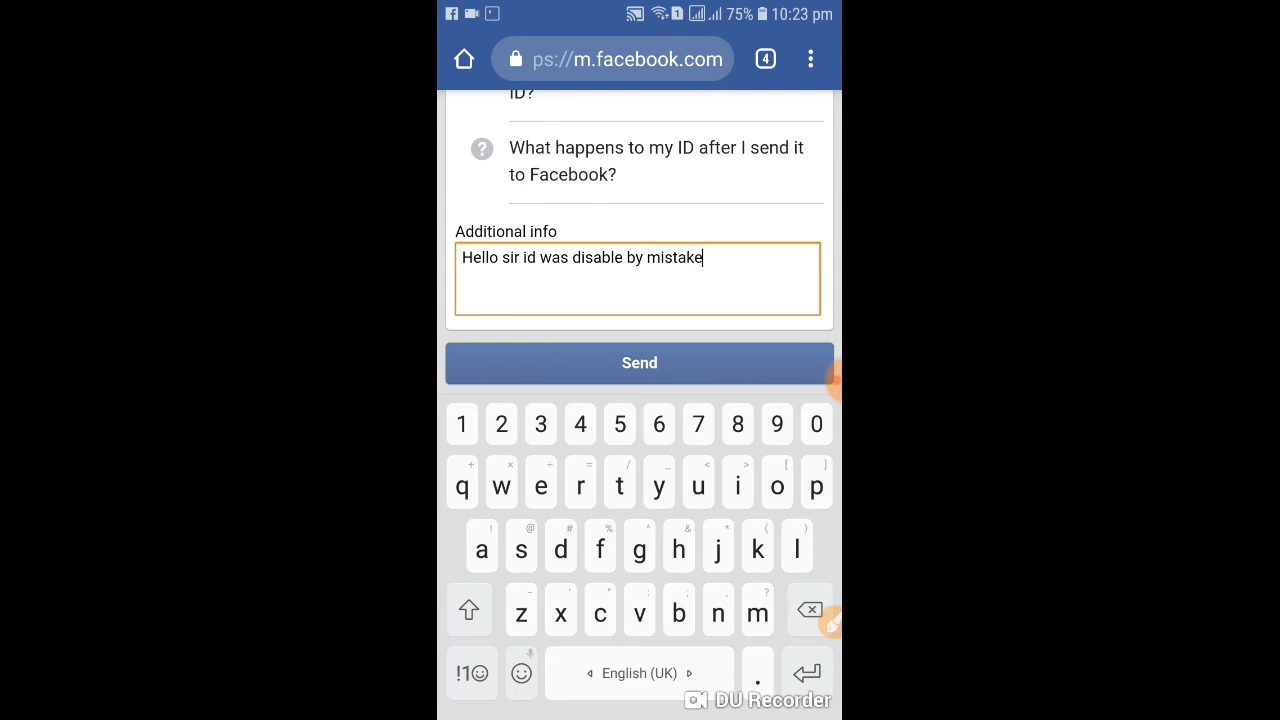 75% 10:23 pm
ps://m.facebook.com 4
ID?
What happens to my ID after I send it
to Facebook?
Additional info
Hello sir id was disable by mistake
Send
1 2 3 4 5 6 7 8 9 0
+ × ÷ = / _ < > [ ]
q w e r t y u i o p
! @ # % ^ & * ( )
a s d f g h j k l
- ' " : ; , ?
z x c v b n m
!1☺ English (UK) .
DU Recorder